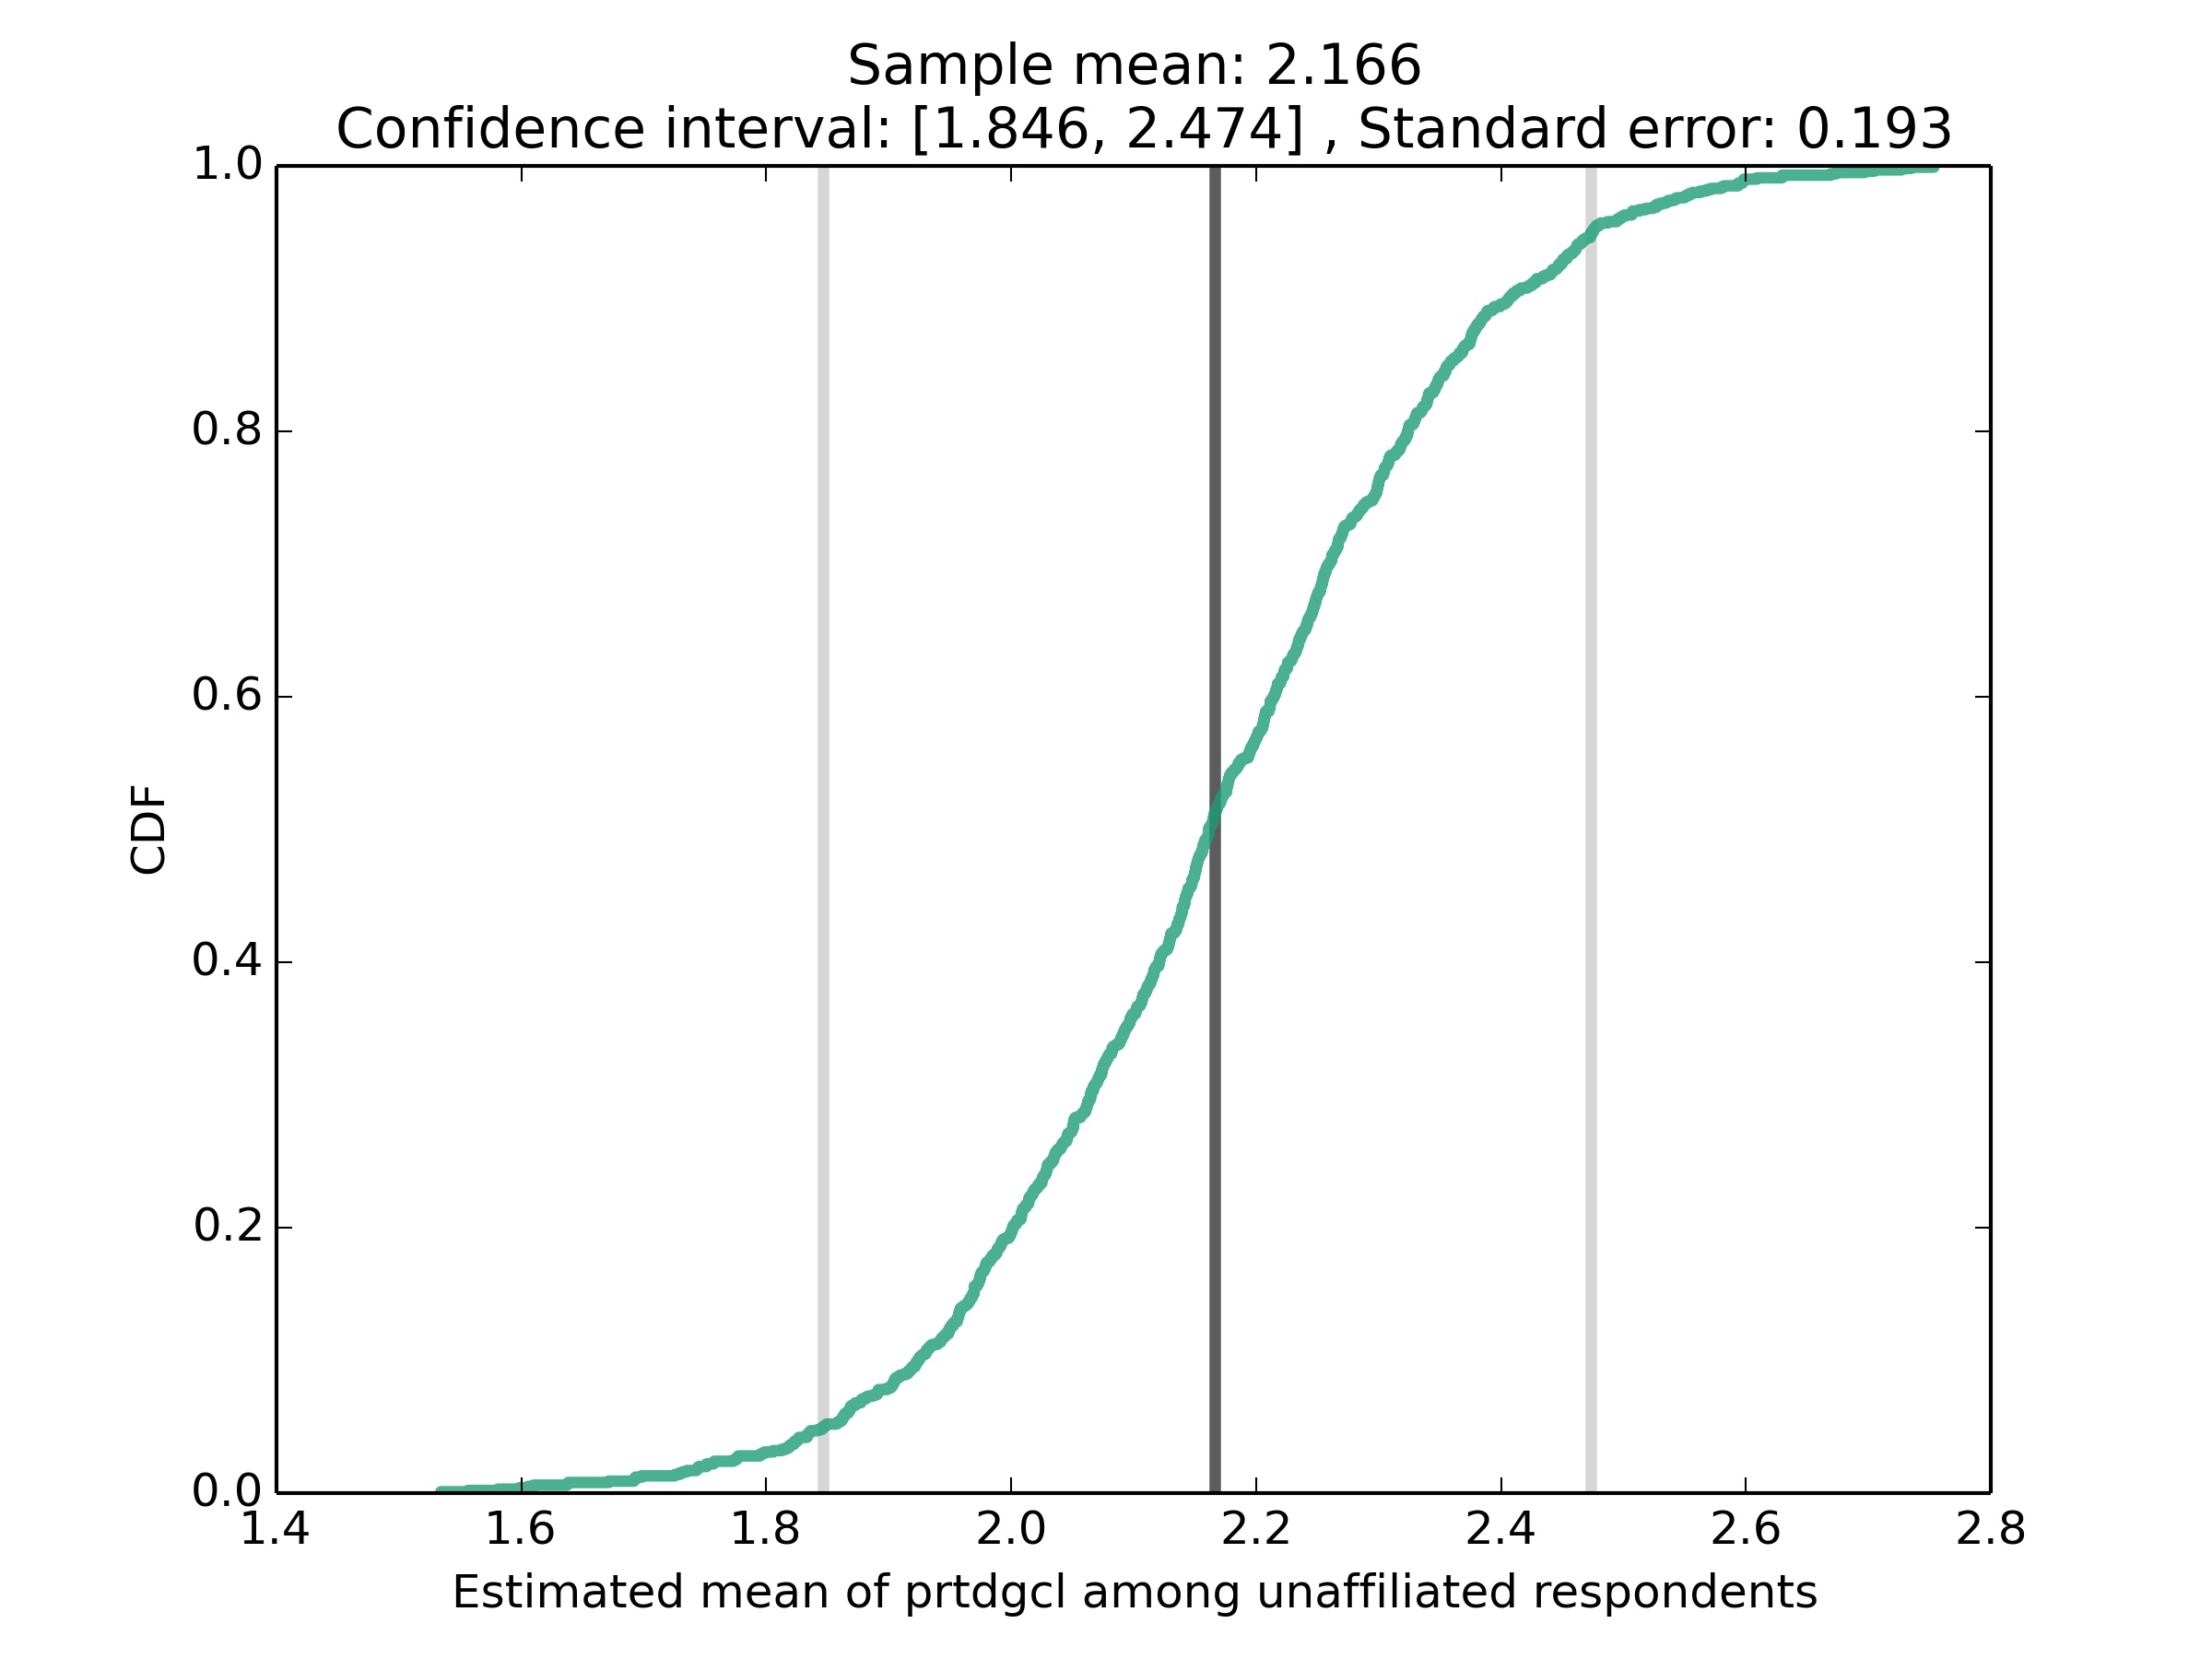 Sample mean: 2.166
Confidence interval: [1.846, 2.474] , Standard error: 0.193
1.0
0.8
0.6
0.4
0.2
0.0
CDF
1.4 1.6 1.8 2.0 2.2 2.4 2.6 2.8
Estimated mean of prtdgcl among unaffiliated respondents